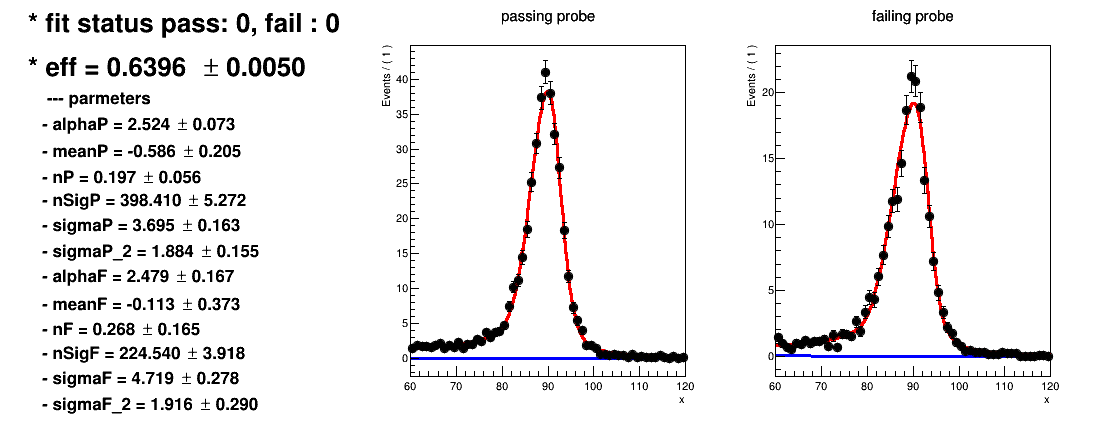 * fit status pass: 0, fail : 0
* eff = 0.6396 ± 0.0050
--- parmeters
- alphaP = 2.524 ± 0.073
- meanP = -0.586 ± 0.205
- nP = 0.197 ± 0.056
- nSigP = 398.410 ± 5.272
- sigmaP = 3.695 ± 0.163
- sigmaP_2 = 1.884 ± 0.155
- alphaF = 2.479 ± 0.167
- meanF = -0.113 ± 0.373
- nF = 0.268 ± 0.165
- nSigF = 224.540 ± 3.918
- sigmaF = 4.719 ± 0.278
- sigmaF_2 = 1.916 ± 0.290
passing probe
Events / ( 1 )
40
35
30
25
20
15
10
5
0
60 70 80 90 100 110 120
x
failing probe
Events / ( 1 )
20
15
10
5
0
60 70 80 90 100 110 120
x